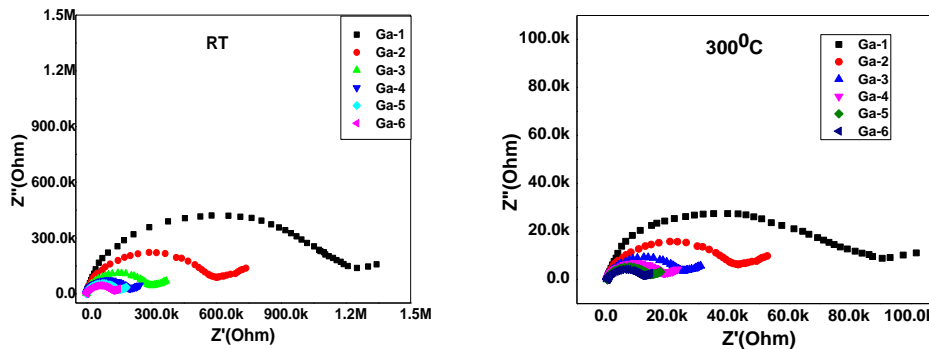 1.5M
1.2M
900.0k
600.0k
300.0k
0.0
Z''(Ohm)
RT
Ga-1
Ga-2
Ga-3
Ga-4
Ga-5
Ga-6
0.0 300.0k 600.0k 900.0k 1.2M 1.5M
Z'(Ohm)
100.0k
80.0k
60.0k
40.0k
20.0k
0.0
Z''(Ohm)
300⁰C
Ga-1
Ga-2
Ga-3
Ga-4
Ga-5
Ga-6
0.0 20.0k 40.0k 60.0k 80.0k 100.0k
Z'(Ohm)